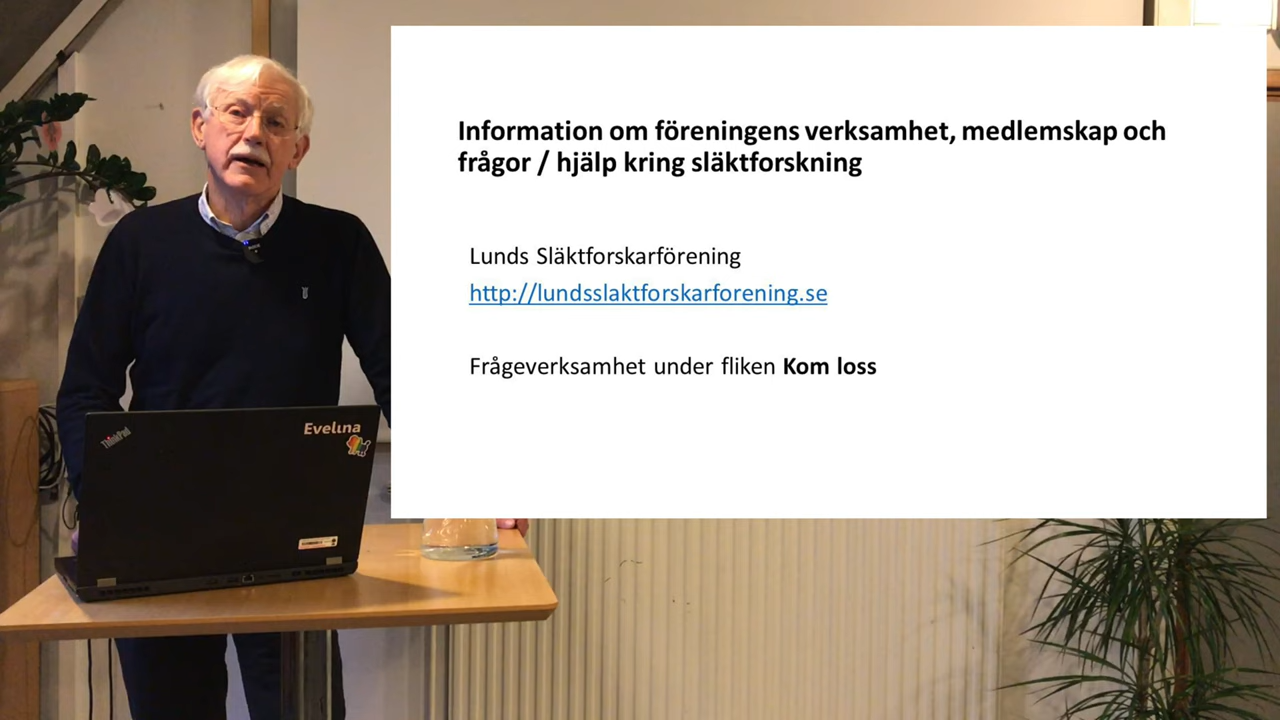 Information om föreningens verksamhet, medlemskap och
frågor / hjälp kring släktforskning
Lunds Släktforskarförening
http://lundsslaktforskarforening.se
Frågeverksamhet under fliken Kom loss
ThinkPad
Evelina